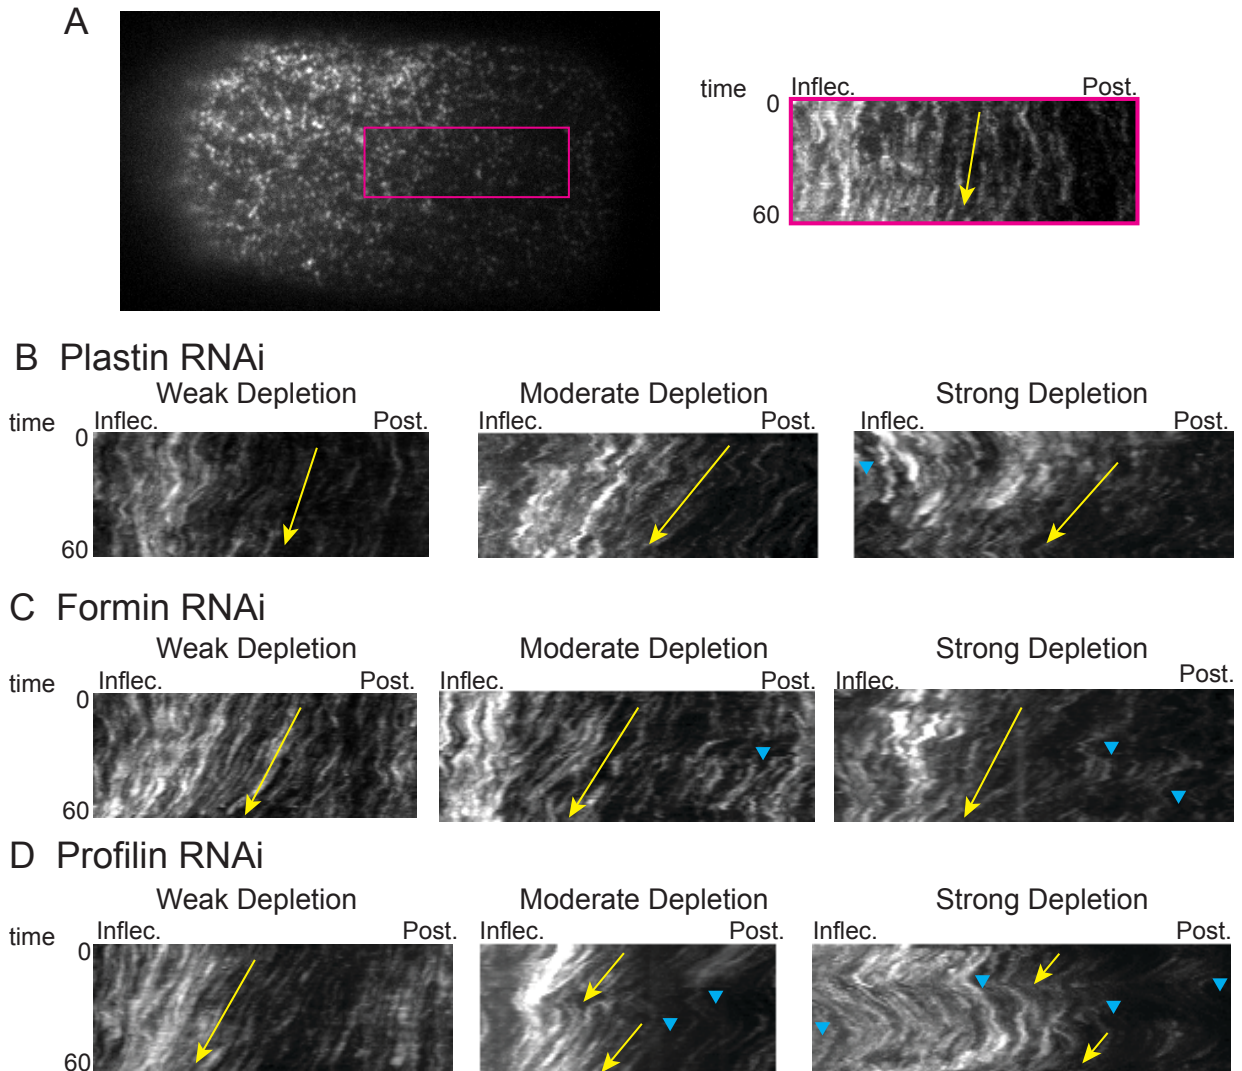 A
time Inflec. Post.
0
60
B Plastin RNAi
Weak Depletion Moderate Depletion Strong Depletion
time Inflec. Post. Inflec. Post. Inflec. Post.
0
60
C Formin RNAi
Weak Depletion Moderate Depletion Strong Depletion
time Inflec. Post. Inflec. Post. Inflec. Post.
0
60
D Profilin RNAi
Weak Depletion Moderate Depletion Strong Depletion
time Inflec. Post. Inflec. Post. Inflec. Post.
0
60